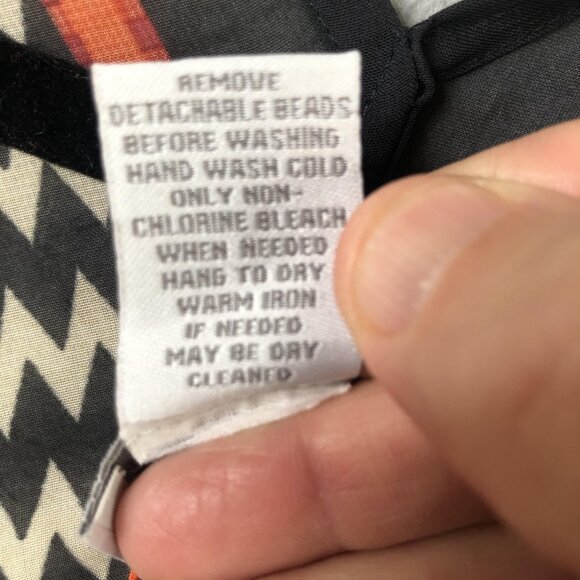 REMOVE
DETACHABLE BEADS
BEFORE WASHING
HAND WASH COLD
ONLY NON-
CHLORINE BLEACH
WHEN NEEDED
HANG TO DRY
WARM IRON
IF NEEDED
MAY BE DRY
CLEANED